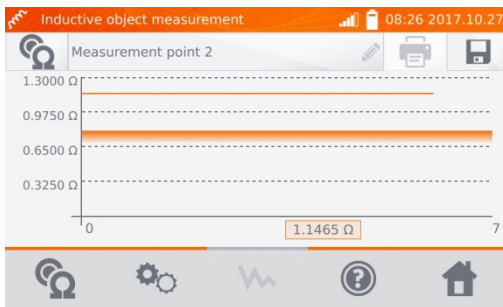 Inductive object measurement 08:26 2017.10.27
Measurement point 2
1.3000 Ω
0.9750 Ω
0.6500 Ω
0.3250 Ω
0 1.1465 Ω 7